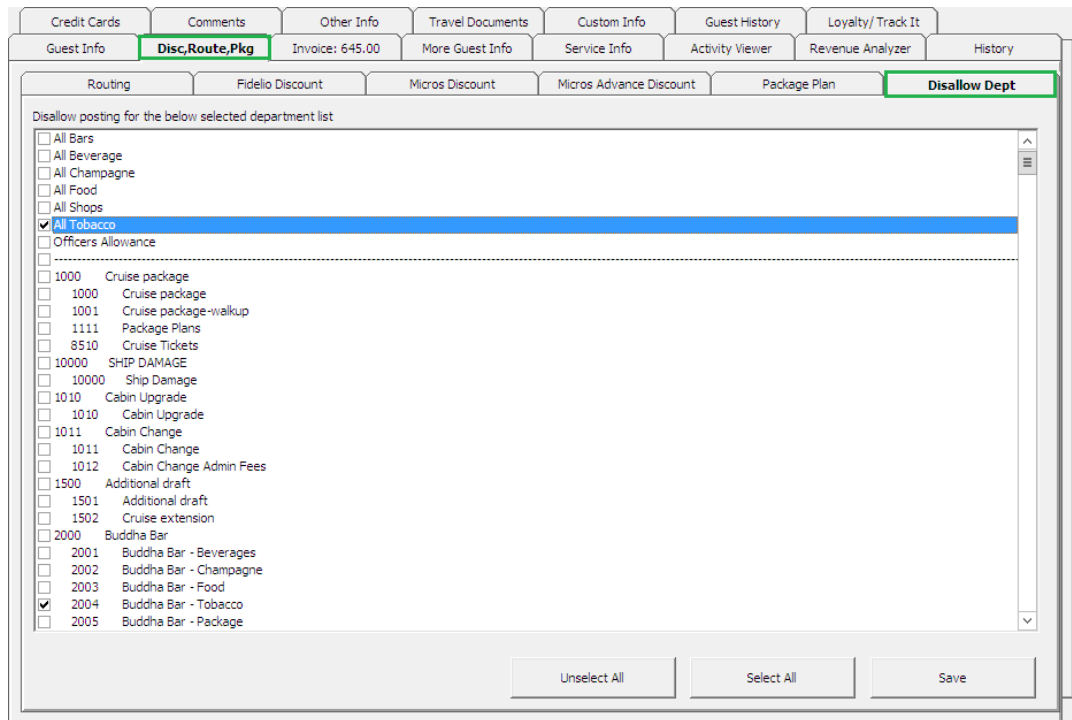 Credit Cards Comments Other Info Travel Documents Custom Info Guest History Loyalty/ Track It
Guest Info Disc,Route,Pkg Invoice: 645.00 More Guest Info Service Info Activity Viewer Revenue Analyzer History
Routing Fidelio Discount Micros Discount Micros Advance Discount Package Plan Disallow Dept
Disallow posting for the below selected department list
All Bars
All Beverage
All Champagne
All Food
All Shops
All Tobacco
Officers Allowance
1000 Cruise package
1000 Cruise package
1001 Cruise package-walkup
1111 Package Plans
8510 Cruise Tickets
10000 SHIP DAMAGE
10000 Ship Damage
1010 Cabin Upgrade
1010 Cabin Upgrade
1011 Cabin Change
1011 Cabin Change
1012 Cabin Change Admin Fees
1500 Additional draft
1501 Additional draft
1502 Cruise extension
2000 Buddha Bar
2001 Buddha Bar - Beverages
2002 Buddha Bar - Champagne
2003 Buddha Bar - Food
2004 Buddha Bar - Tobacco
2005 Buddha Bar - Package
Unselect All Select All Save